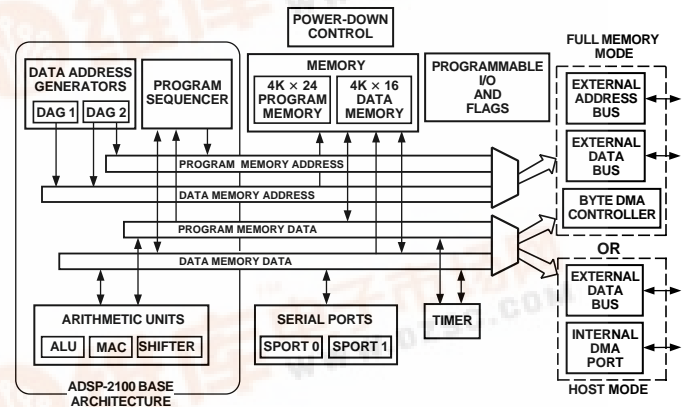 POWER-DOWN
CONTROL
FULL MEMORY
MODE
DATA ADDRESS
GENERATORS
DAG 1
DAG 2
PROGRAM
SEQUENCER
MEMORY
4K × 24
PROGRAM
MEMORY
4K × 16
DATA
MEMORY
PROGRAMMABLE
I/O
AND
FLAGS
EXTERNAL
ADDRESS
BUS
EXTERNAL
DATA
BUS
BYTE DMA
CONTROLLER
PROGRAM MEMORY ADDRESS
DATA MEMORY ADDRESS
PROGRAM MEMORY DATA
DATA MEMORY DATA
OR
EXTERNAL
DATA
BUS
INTERNAL
DMA
PORT
HOST MODE
ARITHMETIC UNITS
ALU
MAC
SHIFTER
SERIAL PORTS
SPORT 0
SPORT 1
TIMER
ADSP-2100 BASE
ARCHITECTURE